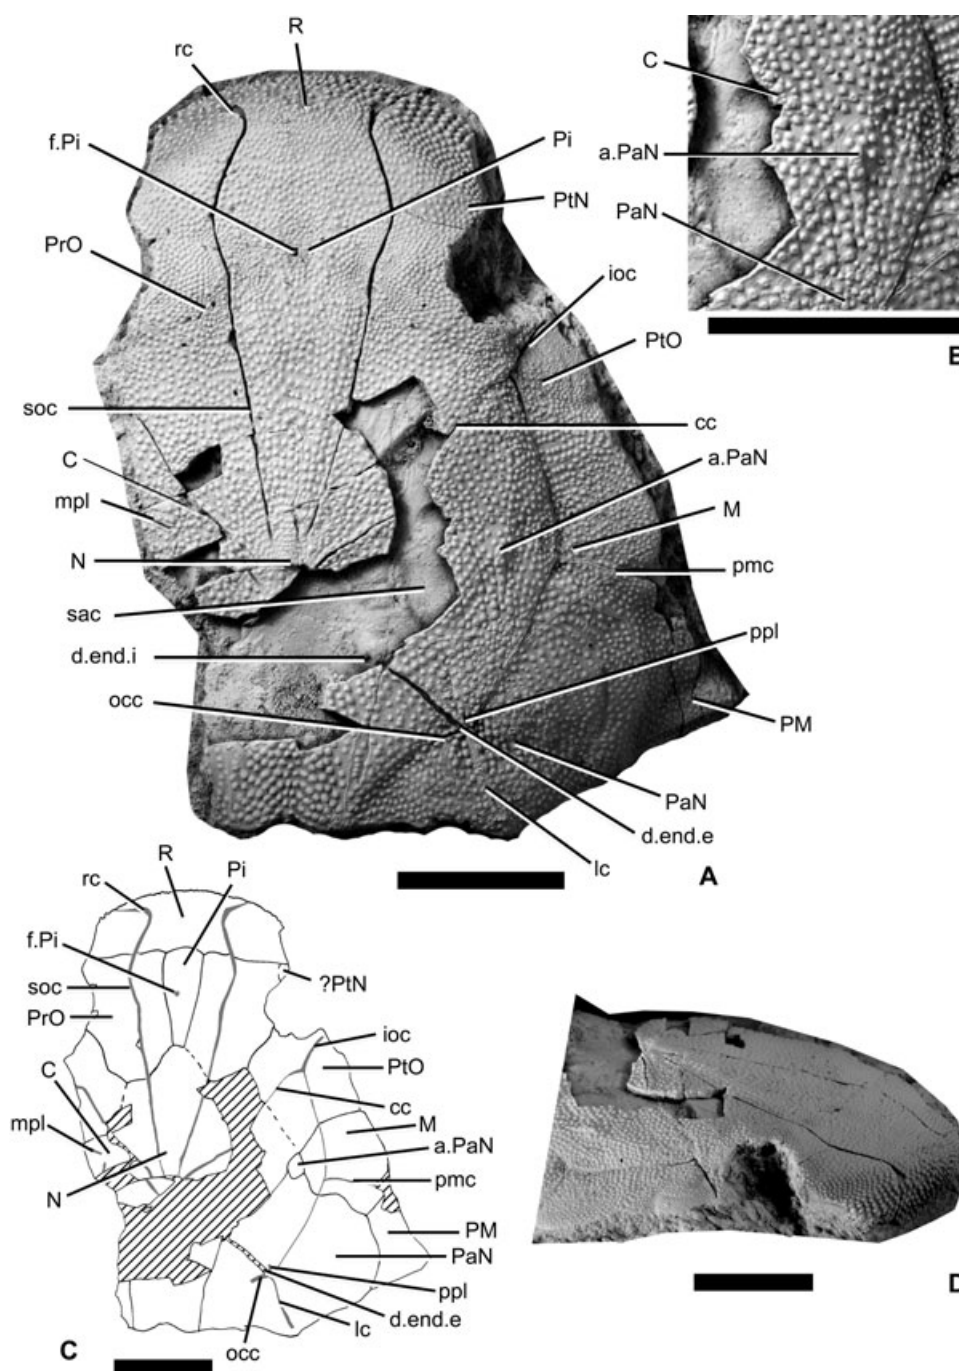 R
rc
f.Pi
Pi
PtN
PrO
ioc
PtO
soc
cc
C
a.PaN
mpl
M
N
pmc
sac
ppl
d.end.i
occ
PM
PaN
d.end.e
lc
A
C
a.PaN
PaN
B
R
rc
Pi
f.Pi
soc
?PtN
PrO
ioc
PtO
C
cc
mpl
M
a.PaN
N
pmc
PM
PaN
ppl
d.end.e
lc
occ
C
D